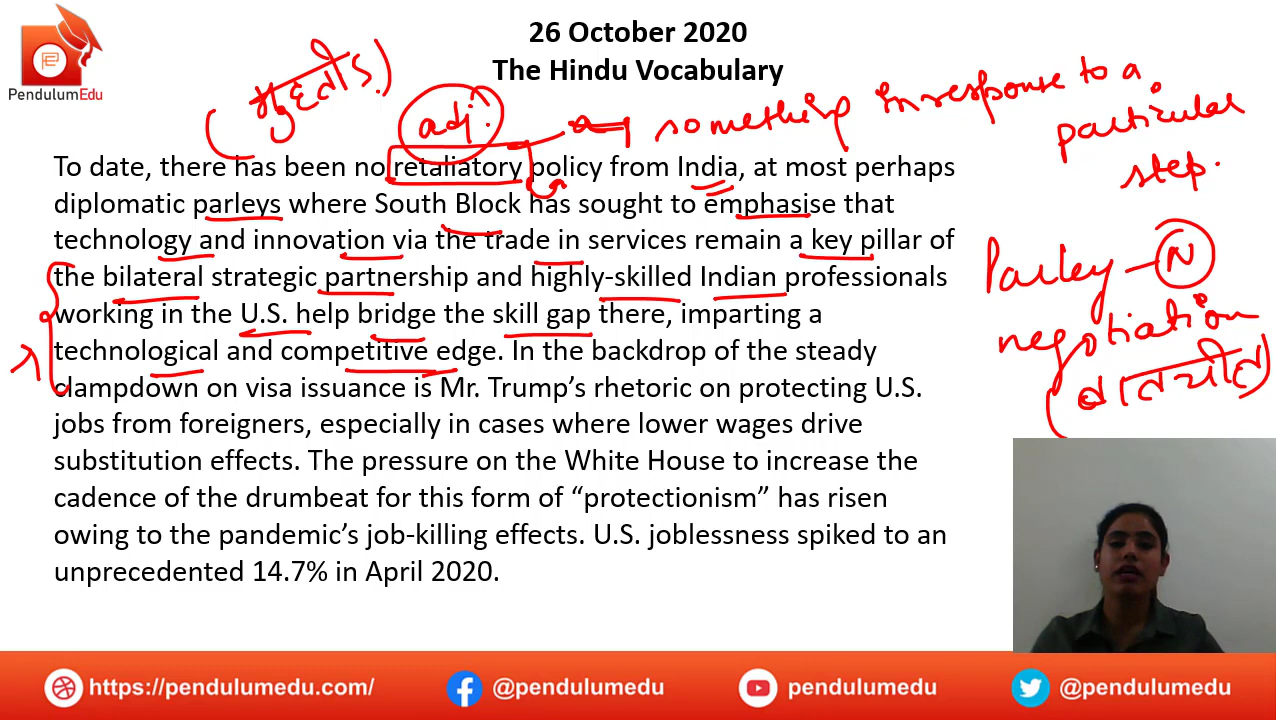 26 October 2020
The Hindu Vocabulary
PendulumEdu
adj.
something in response to a
particular
step.
To date, there has been no retaliatory policy from India, at most perhaps
diplomatic parleys where South Block has sought to emphasise that
technology and innovation via the trade in services remain a key pillar of
the bilateral strategic partnership and highly-skilled Indian professionals
working in the U.S. help bridge the skill gap there, imparting a
technological and competitive edge. In the backdrop of the steady
clampdown on visa issuance is Mr. Trump’s rhetoric on protecting U.S.
jobs from foreigners, especially in cases where lower wages drive
substitution effects. The pressure on the White House to increase the
cadence of the drumbeat for this form of “protectionism” has risen
owing to the pandemic’s job-killing effects. U.S. joblessness spiked to an
unprecedented 14.7% in April 2020.
Parley - N
negotiation
(वार्तालाप)
https://pendulumedu.com/
@pendulumedu
pendulumedu
@pendulumedu